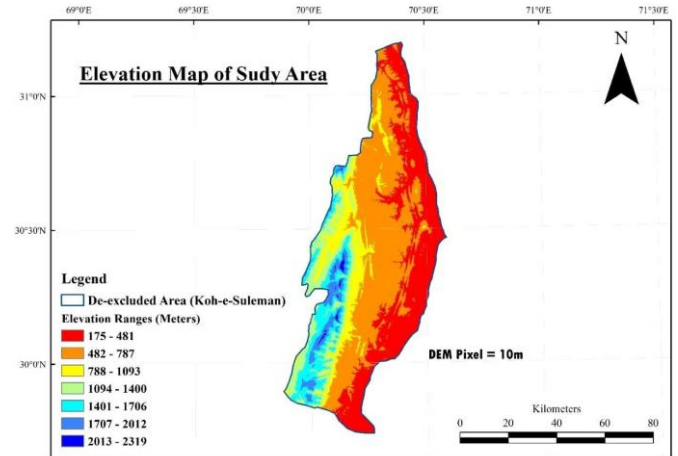 69°0'E 69°30'E 70°0'E 70°30'E 71°0'E 71°30'E
N
Elevation Map of Sudy Area
31°0'N
30°30'N
30°0'N
Legend
De-excluded Area (Koh-e-Suleman)
Elevation Ranges (Meters)
175 - 481
482 - 787
788 - 1093
1094 - 1400
1401 - 1706
1707 - 2012
2013 - 2319
DEM Pixel = 10m
Kilometers
0 20 40 60 80